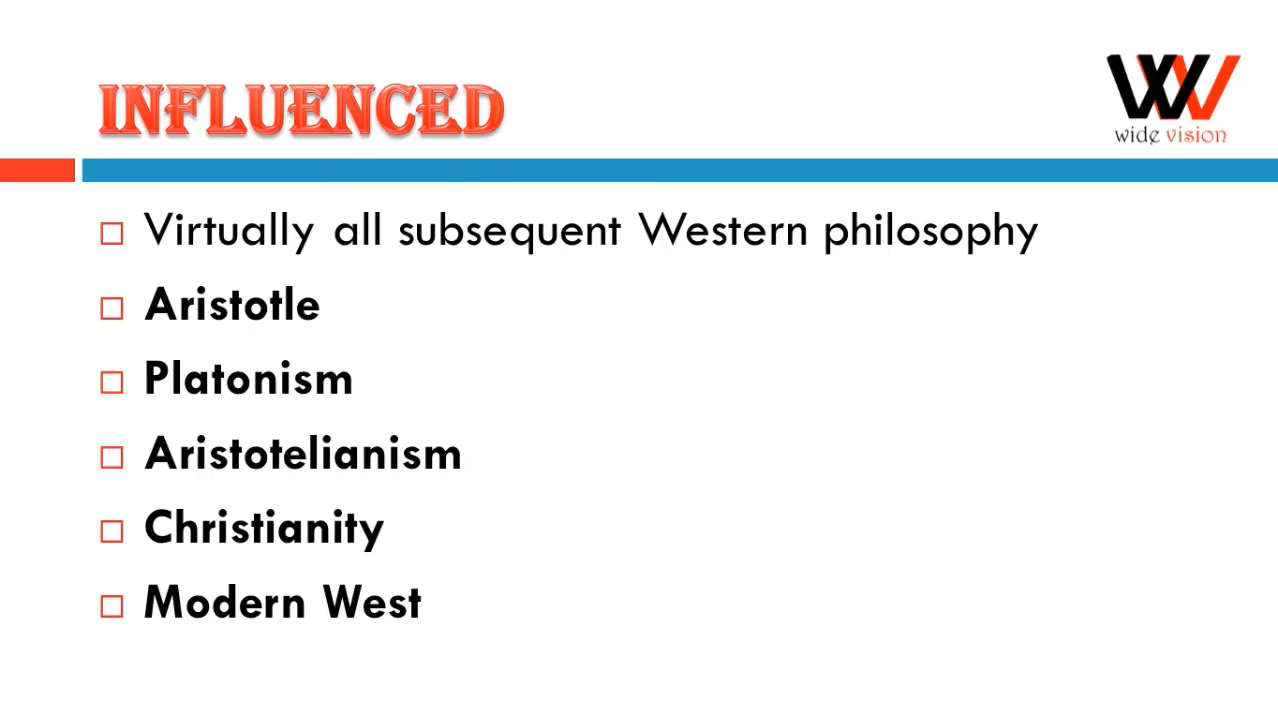 INFLUENCED
wide vision
Virtually all subsequent Western philosophy
Aristotle
Platonism
Aristotelianism
Christianity
Modern West